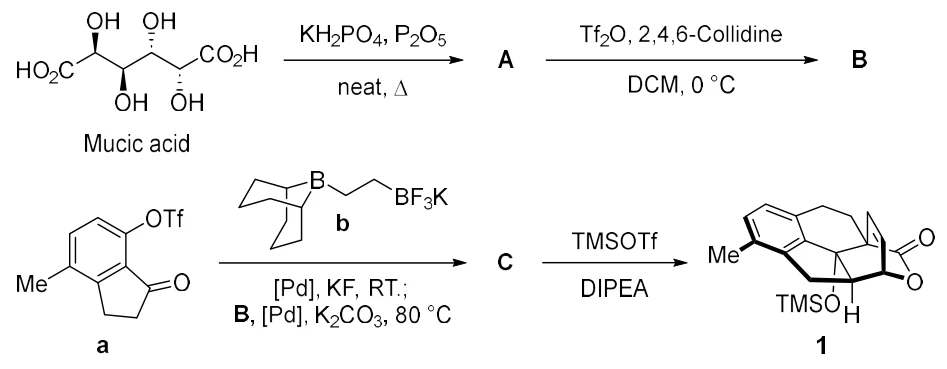 OH OH
HO2C CO2H
OH OH
Mucic acid
KH2PO4, P2O5
neat, Δ
A
Tf2O, 2,4,6-Collidine
DCM, 0 °C
B
OTf
Me
O
a
B
BF3K
b
[Pd], KF, RT.;
B, [Pd], K2CO3, 80 °C
C
TMSOTf
DIPEA
Me
O
O
TMSO
H
1